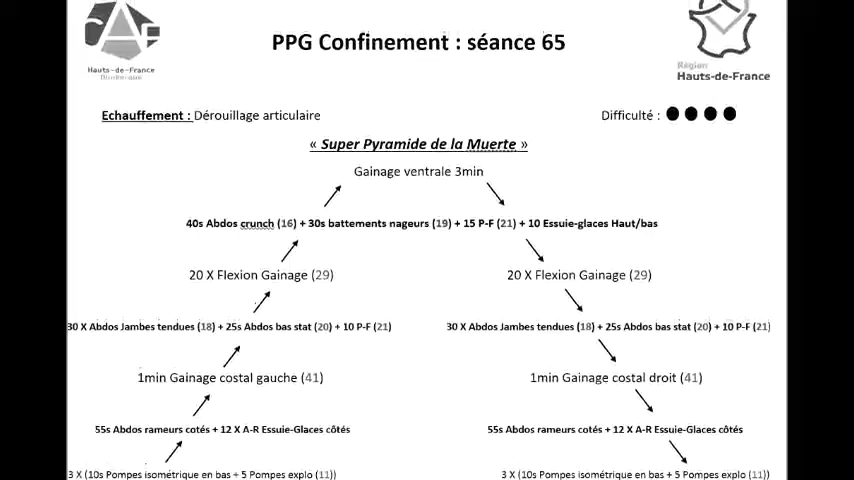 CAF
Hauts-de-France
PPG Confinement : séance 65
Région
Hauts-de-France
Echauffement : Dérouillage articulaire
Difficulté :
« Super Pyramide de la Muerte »
Gainage ventrale 3min
40s Abdos crunch (16) + 30s battements nageurs (19) + 15 P-F (21) + 10 Essuie-glaces Haut/bas
20 X Flexion Gainage (29)
20 X Flexion Gainage (29)
30 X Abdos Jambes tendues (18) + 25s Abdos bas stat (20) + 10 P-F (21)
30 X Abdos Jambes tendues (18) + 25s Abdos bas stat (20) + 10 P-F (21)
1min Gainage costal gauche (41)
1min Gainage costal droit (41)
55s Abdos rameurs cotés + 12 X A-R Essuie-Glaces côtés
55s Abdos rameurs cotés + 12 X A-R Essuie-Glaces côtés
3 X (10s Pompes isométrique en bas + 5 Pompes explo (11))
3 X (10s Pompes isométrique en bas + 5 Pompes explo (11))